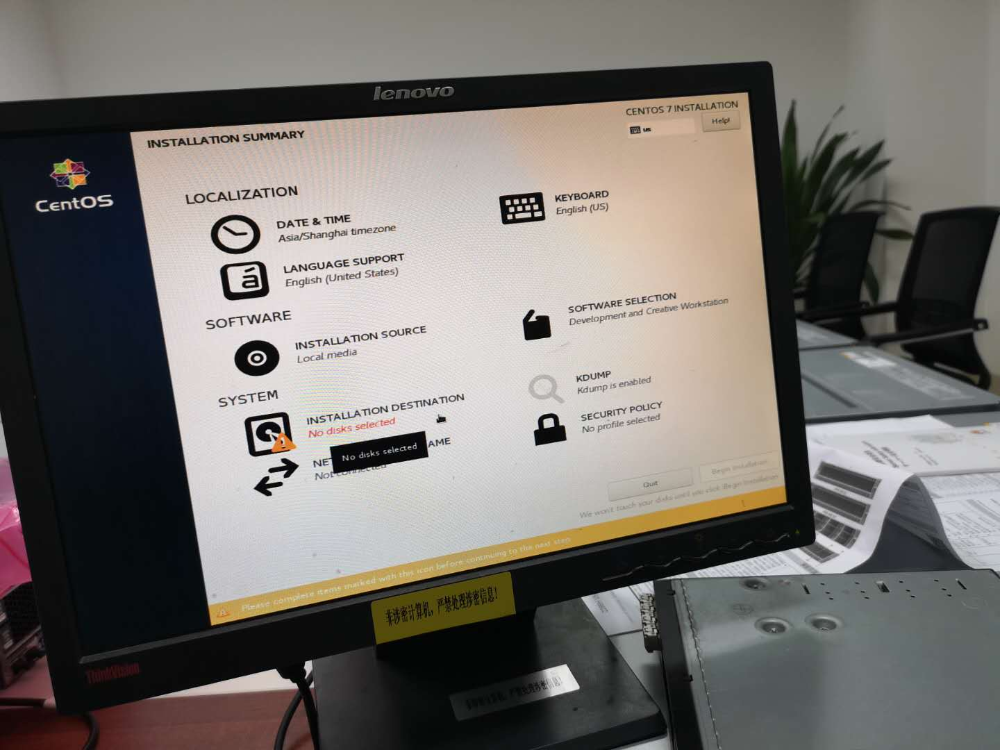 lenovo
INSTALLATION SUMMARY
CENTOS 7 INSTALLATION
us
Help!
CentOS
LOCALIZATION
DATE & TIME
Asia/Shanghai timezone
KEYBOARD
English (US)
LANGUAGE SUPPORT
English (United States)
SOFTWARE
INSTALLATION SOURCE
Local media
SOFTWARE SELECTION
Development and Creative Workstation
SYSTEM
INSTALLATION DESTINATION
No disks selected
KDUMP
Kdump is enabled
No disks selected
NET
AME
Not connected
SECURITY POLICY
No profile selected
Quit
Begin Installation
We won't touch your disks until you click 'Begin Installation'
Please complete items marked with this icon before continuing to the next step.
非涉密计算机，严禁处理涉密信息！
ThinkVision